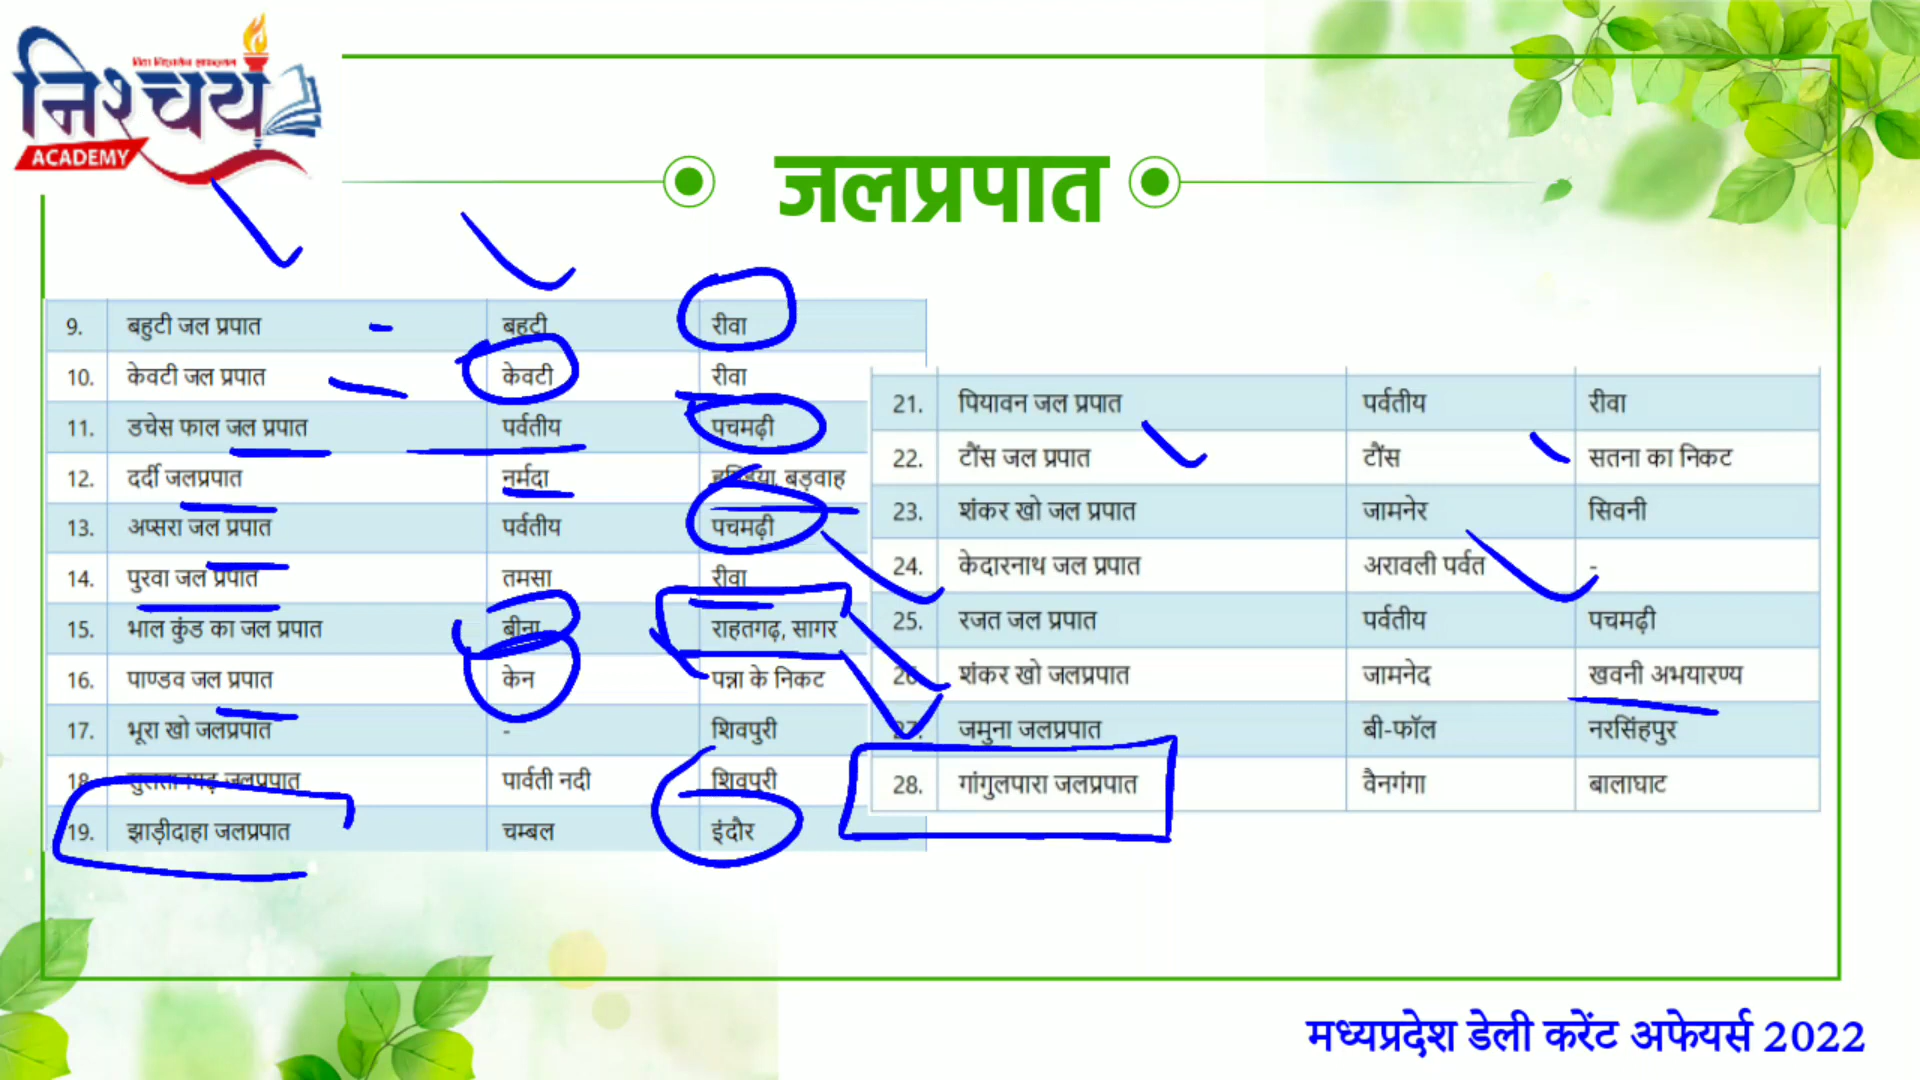 निश्चय
ACADEMY
जलप्रपात
9. बहुटी जल प्रपात बहुटी रीवा
10. केवटी जल प्रपात केवटी रीवा
11. डचेस फाल जल प्रपात पर्वतीय पचमढ़ी
12. दर्दी जलप्रपात नर्मदा बड़वाह
13. अप्सरा जल प्रपात पर्वतीय पचमढ़ी
14. पुरवा जल प्रपात तमसा रीवा
15. भाल कुंड का जल प्रपात बीना राहतगढ़, सागर
16. पाण्डव जल प्रपात केन पन्ना के निकट
17. भूरा खो जलप्रपात - शिवपुरी
18. जलप्रपात पार्वती नदी शिवपुरी
19. झाड़ीदाहा जलप्रपात चम्बल इंदौर
21. पियावन जल प्रपात पर्वतीय रीवा
22. टौंस जल प्रपात टौंस सतना का निकट
23. शंकर खो जल प्रपात जामनेर सिवनी
24. केदारनाथ जल प्रपात अरावली पर्वत -
25. रजत जल प्रपात पर्वतीय पचमढ़ी
26. शंकर खो जलप्रपात जामनेद खवनी अभयारण्य
27. जमुना जलप्रपात बी-फॉल नरसिंहपुर
28. गांगुलपारा जलप्रपात वैनगंगा बालाघाट
मध्यप्रदेश डेली करेंट अफेयर्स 2022